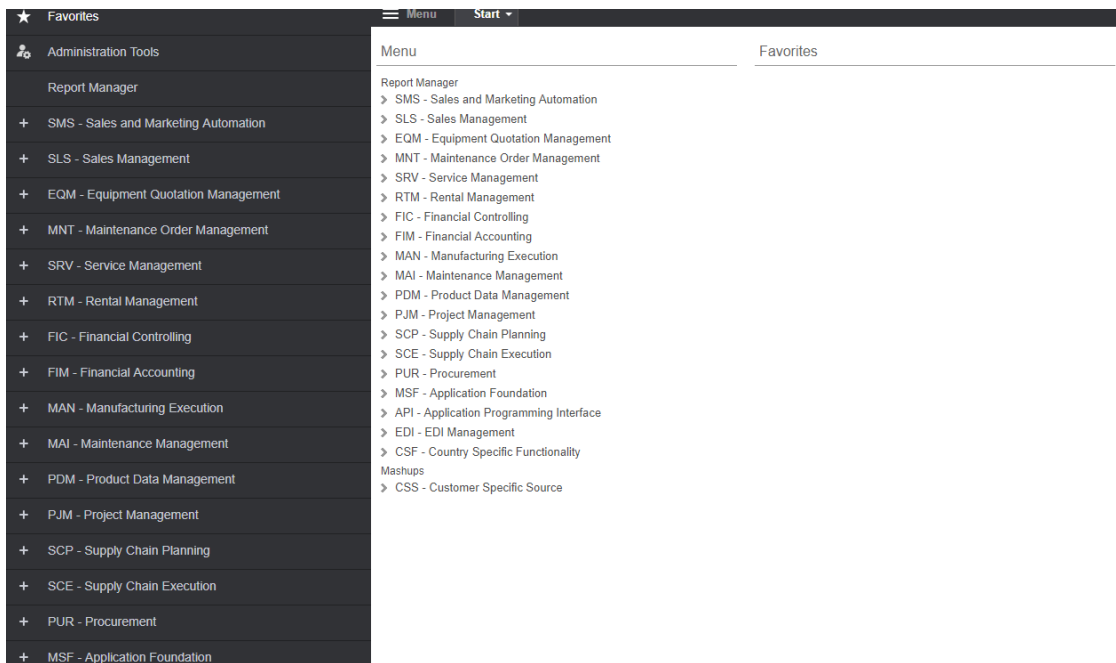 Favorites
Administration Tools
Report Manager
SMS - Sales and Marketing Automation
SLS - Sales Management
EQM - Equipment Quotation Management
MNT - Maintenance Order Management
SRV - Service Management
RTM - Rental Management
FIC - Financial Controlling
FIM - Financial Accounting
MAN - Manufacturing Execution
MAI - Maintenance Management
PDM - Product Data Management
PJM - Project Management
SCP - Supply Chain Planning
SCE - Supply Chain Execution
PUR - Procurement
MSF - Application Foundation
Menu Start
Menu
Report Manager
SMS - Sales and Marketing Automation
SLS - Sales Management
EQM - Equipment Quotation Management
MNT - Maintenance Order Management
SRV - Service Management
RTM - Rental Management
FIC - Financial Controlling
FIM - Financial Accounting
MAN - Manufacturing Execution
MAI - Maintenance Management
PDM - Product Data Management
PJM - Project Management
SCP - Supply Chain Planning
SCE - Supply Chain Execution
PUR - Procurement
MSF - Application Foundation
API - Application Programming Interface
EDI - EDI Management
CSF - Country Specific Functionality
Mashups
CSS - Customer Specific Source
Favorites